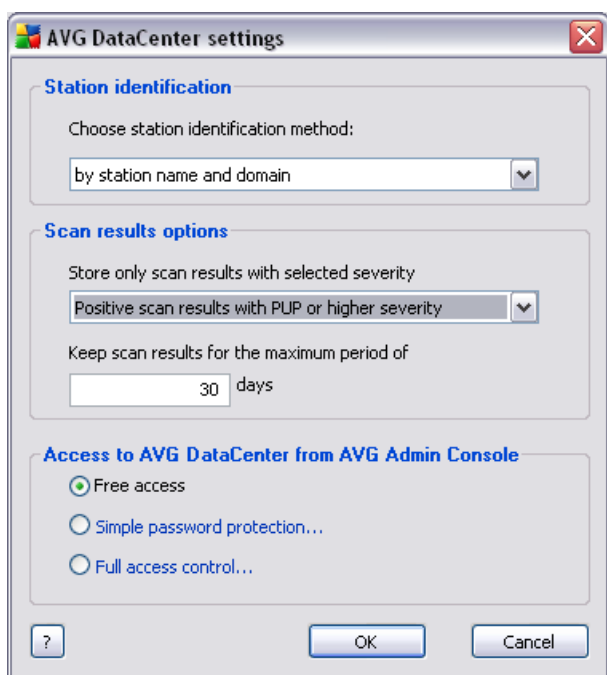 AVG DataCenter settings
Station identification
Choose station identification method:
by station name and domain
Scan results options
Store only scan results with selected severity
Positive scan results with PUP or higher severity
Keep scan results for the maximum period of
30 days
Access to AVG DataCenter from AVG Admin Console
Free access
Simple password protection...
Full access control...
? OK Cancel